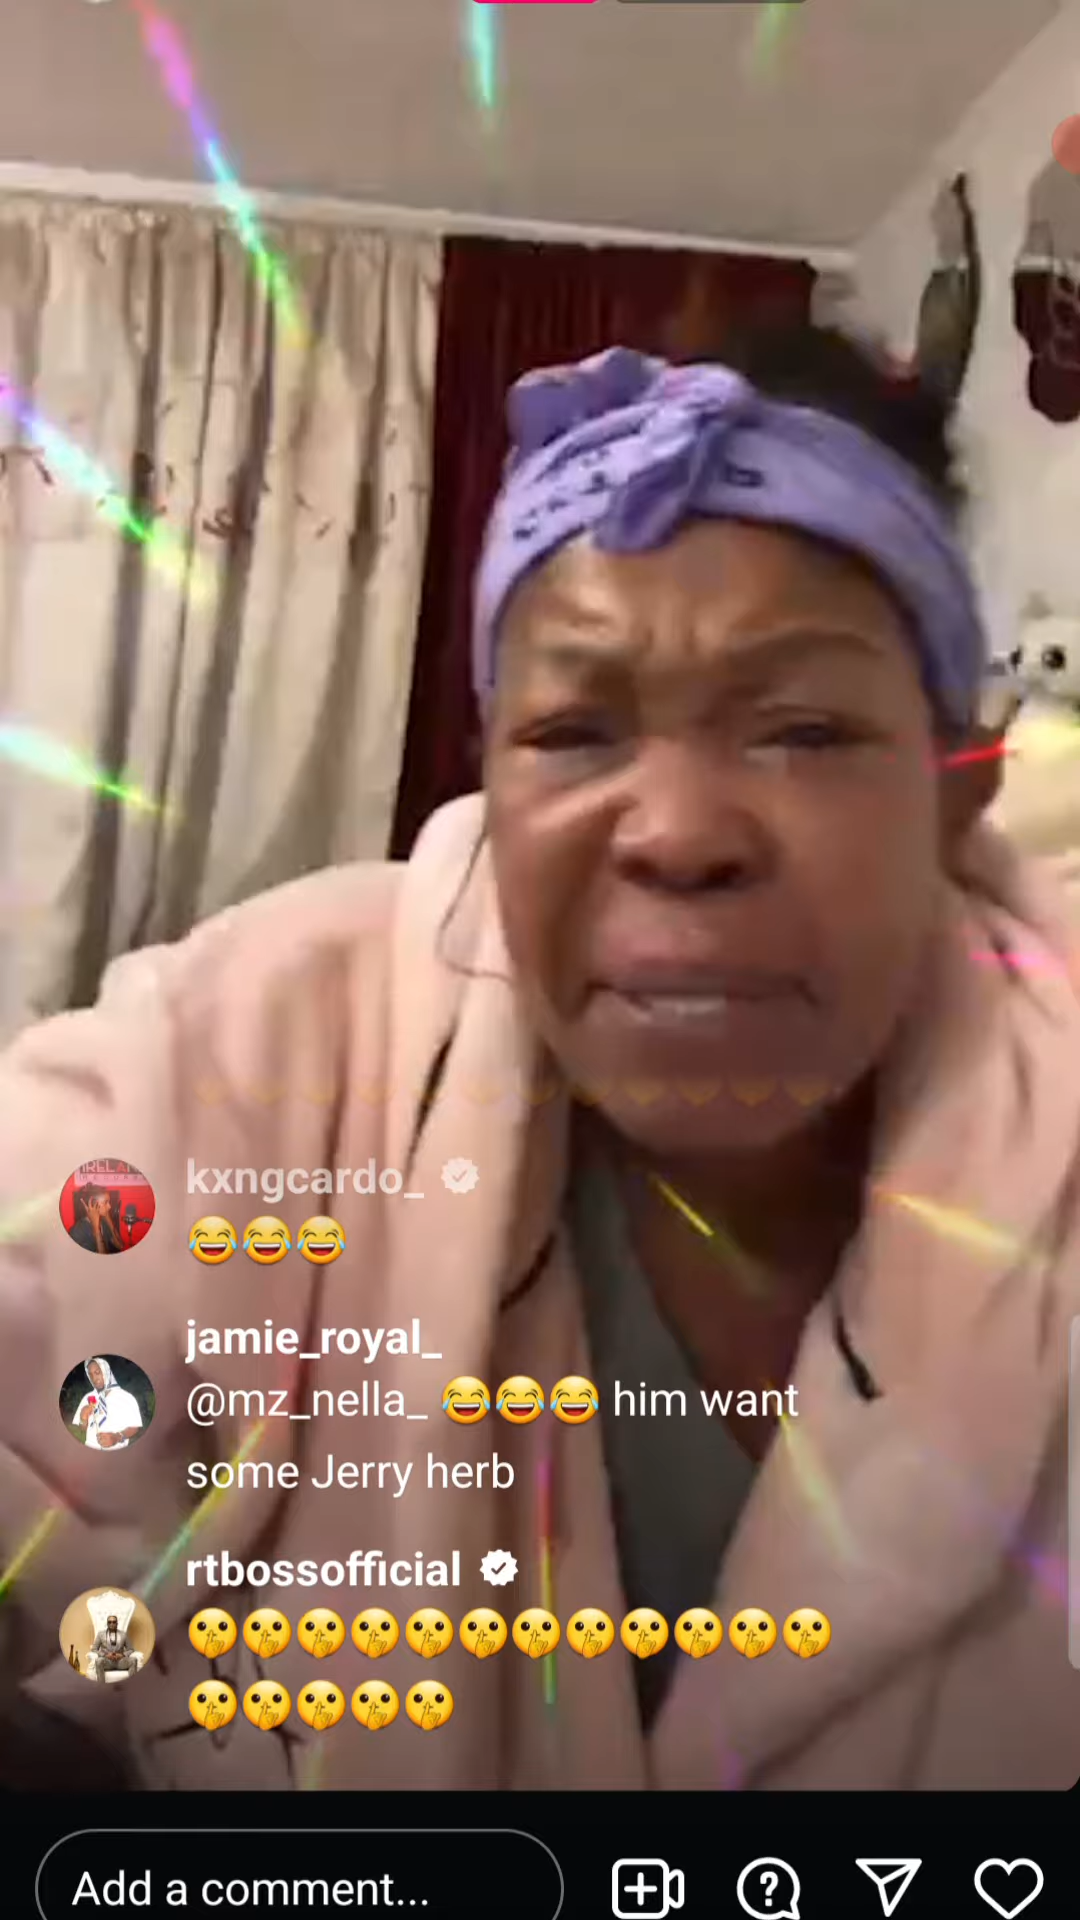 kxngcardo_
😂😂😂
jamie_royal_
@mz_nella_ 😂😂😂 him want
some Jerry herb
rtbossofficial
🤫🤫🤫🤫🤫🤫🤫🤫🤫🤫🤫🤫
🤫🤫🤫🤫🤫
Add a comment...